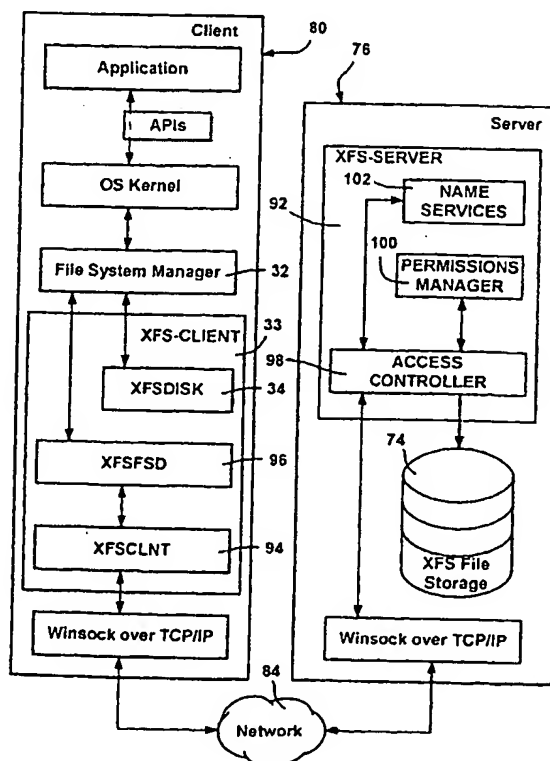 Client
80
Application
APIs
OS Kernel
File System Manager
32
XFS-CLIENT
33
XFSDISK
34
XFSFSD
96
XFSCLNT
94
Winsock over TCP/IP
76
Server
XFS-SERVER
102
NAME
SERVICES
92
100
PERMISSIONS
MANAGER
98
ACCESS
CONTROLLER
74
XFS File
Storage
Winsock over TCP/IP
84
Network